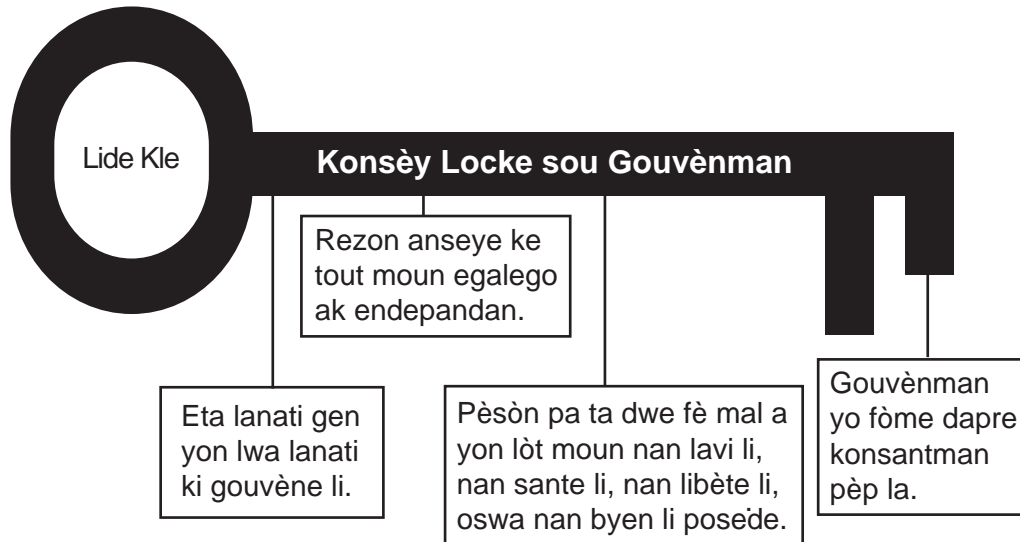 Lide Kle
Konsèy Locke sou Gouvènman
Rezon anseye ke
tout moun egalego
ak endepandan.
Eta lanati gen
yon lwa lanati
ki gouvène li.
Pèsòn pa ta dwe fè mal a
yon lòt moun nan lavi li,
nan sante li, nan libète li,
oswa nan byen li posede.
Gouvènman
yo fòme dapre
konsantman
pèp la.